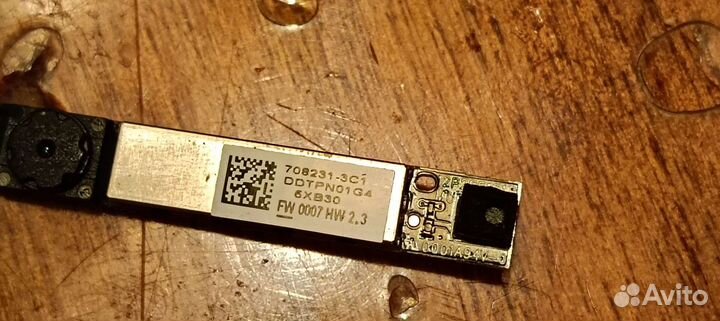 708231-3C1
DDTPN01G4
6XB30
FW 0007 HW 2.3
Avito